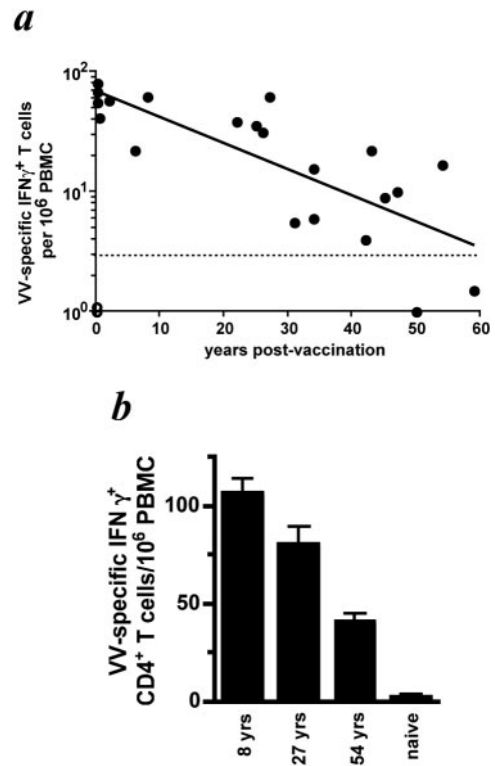 a
VV-specific IFNγ⁺ T cells
per 10⁶ PBMC
10²
10¹
10⁰
0 10 20 30 40 50 60
years post-vaccination
b
VV-specific IFN γ⁺
CD4⁺ T cells/10⁶ PBMC
100
50
0
8 yrs 27 yrs 54 yrs naive